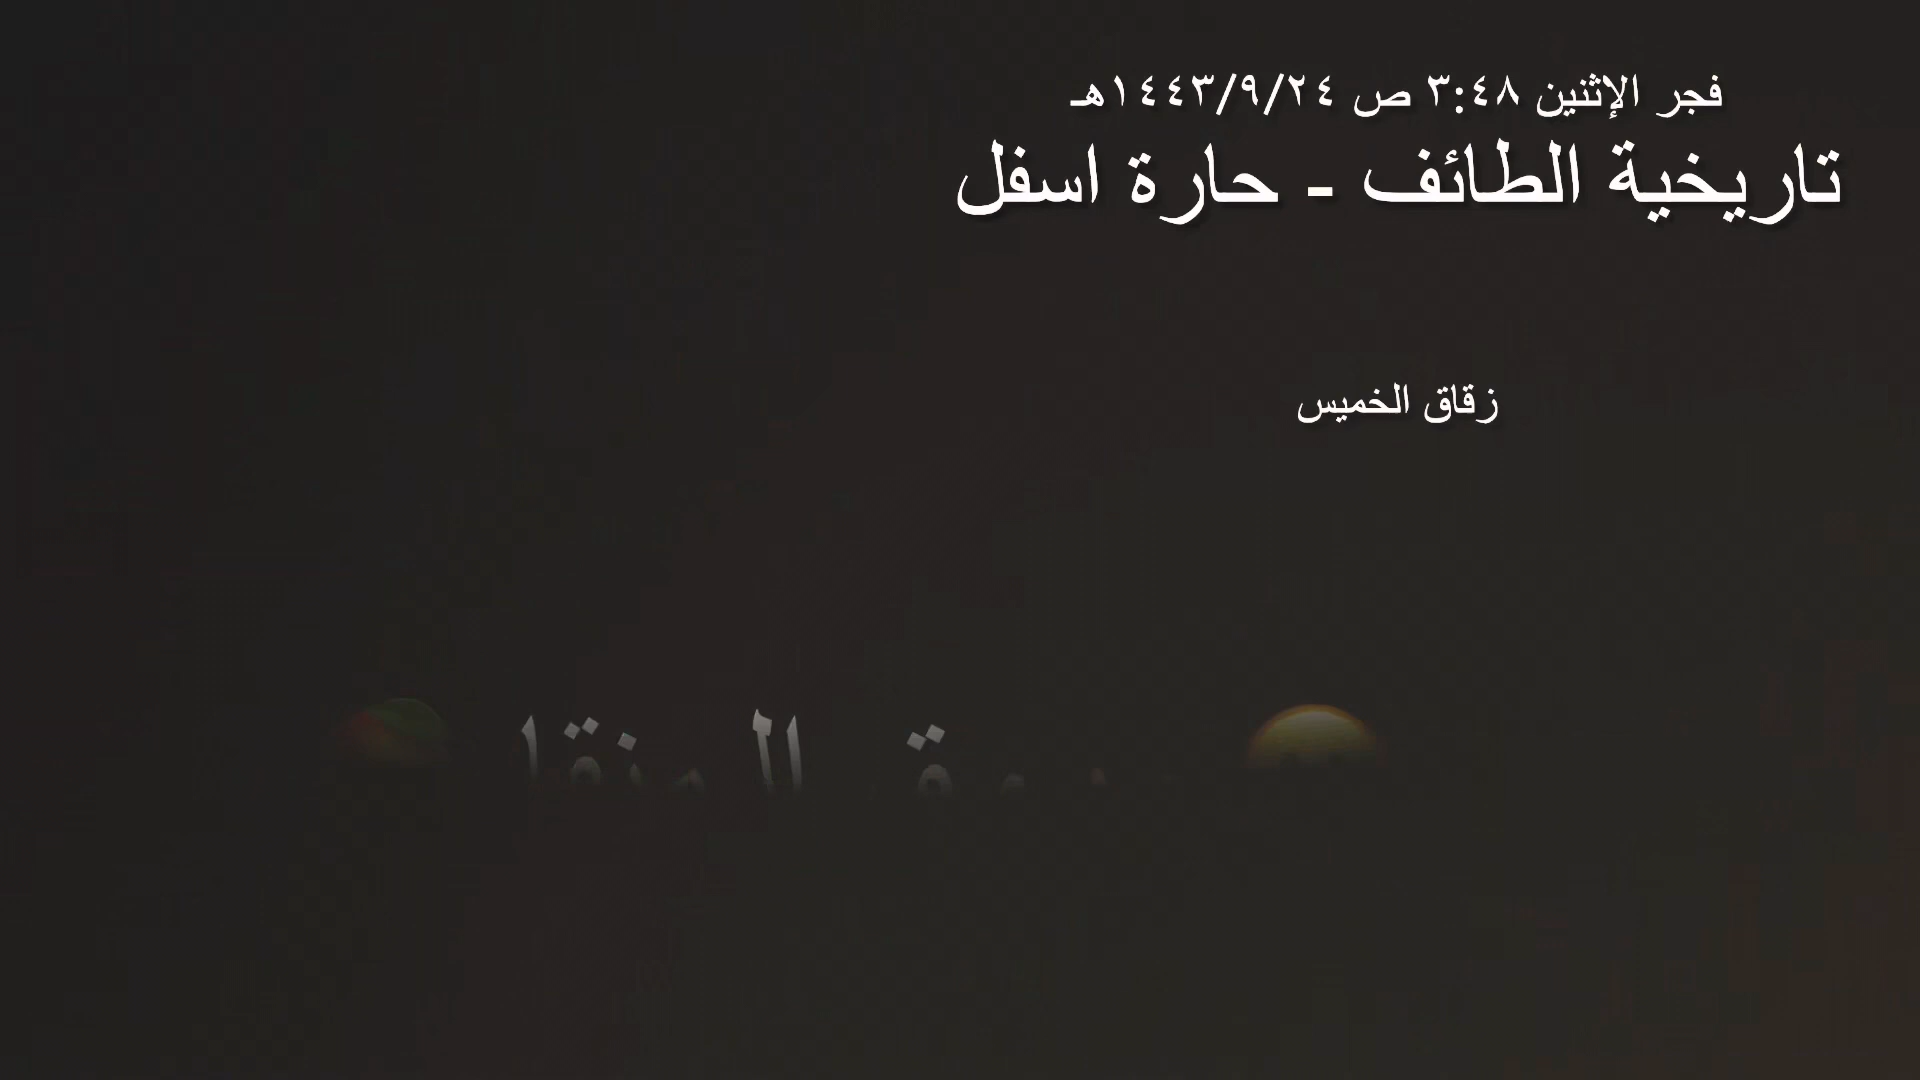 فجر الإثنين ٣:٤٨ ص ١٤٤٣/٩/٢٤هـ
تاريخية الطائف - حارة اسفل
زقاق الخميس